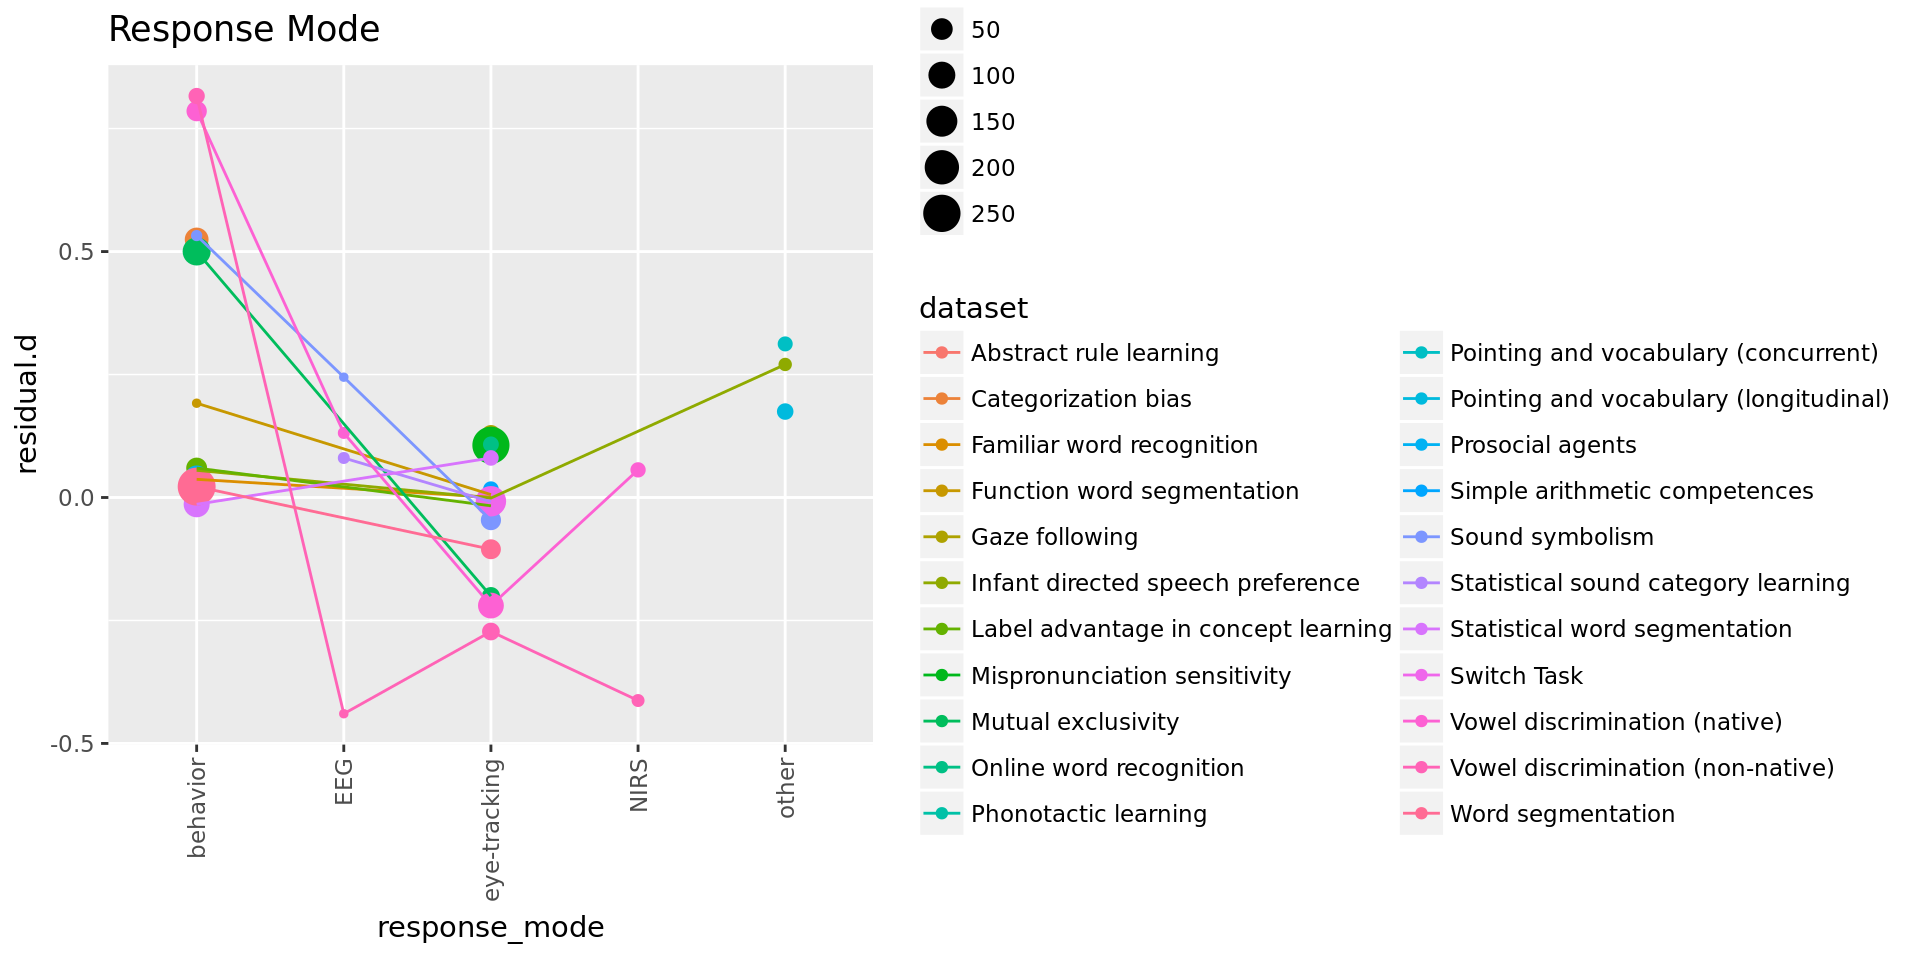 Response Mode
residual.d
0.5
0.0
-0.5
behavior
EEG
eye-tracking
NIRS
other
response_mode
50
100
150
200
250
dataset
Abstract rule learning
Categorization bias
Familiar word recognition
Function word segmentation
Gaze following
Infant directed speech preference
Label advantage in concept learning
Mispronunciation sensitivity
Mutual exclusivity
Online word recognition
Phonotactic learning
Pointing and vocabulary (concurrent)
Pointing and vocabulary (longitudinal)
Prosocial agents
Simple arithmetic competences
Sound symbolism
Statistical sound category learning
Statistical word segmentation
Switch Task
Vowel discrimination (native)
Vowel discrimination (non-native)
Word segmentation